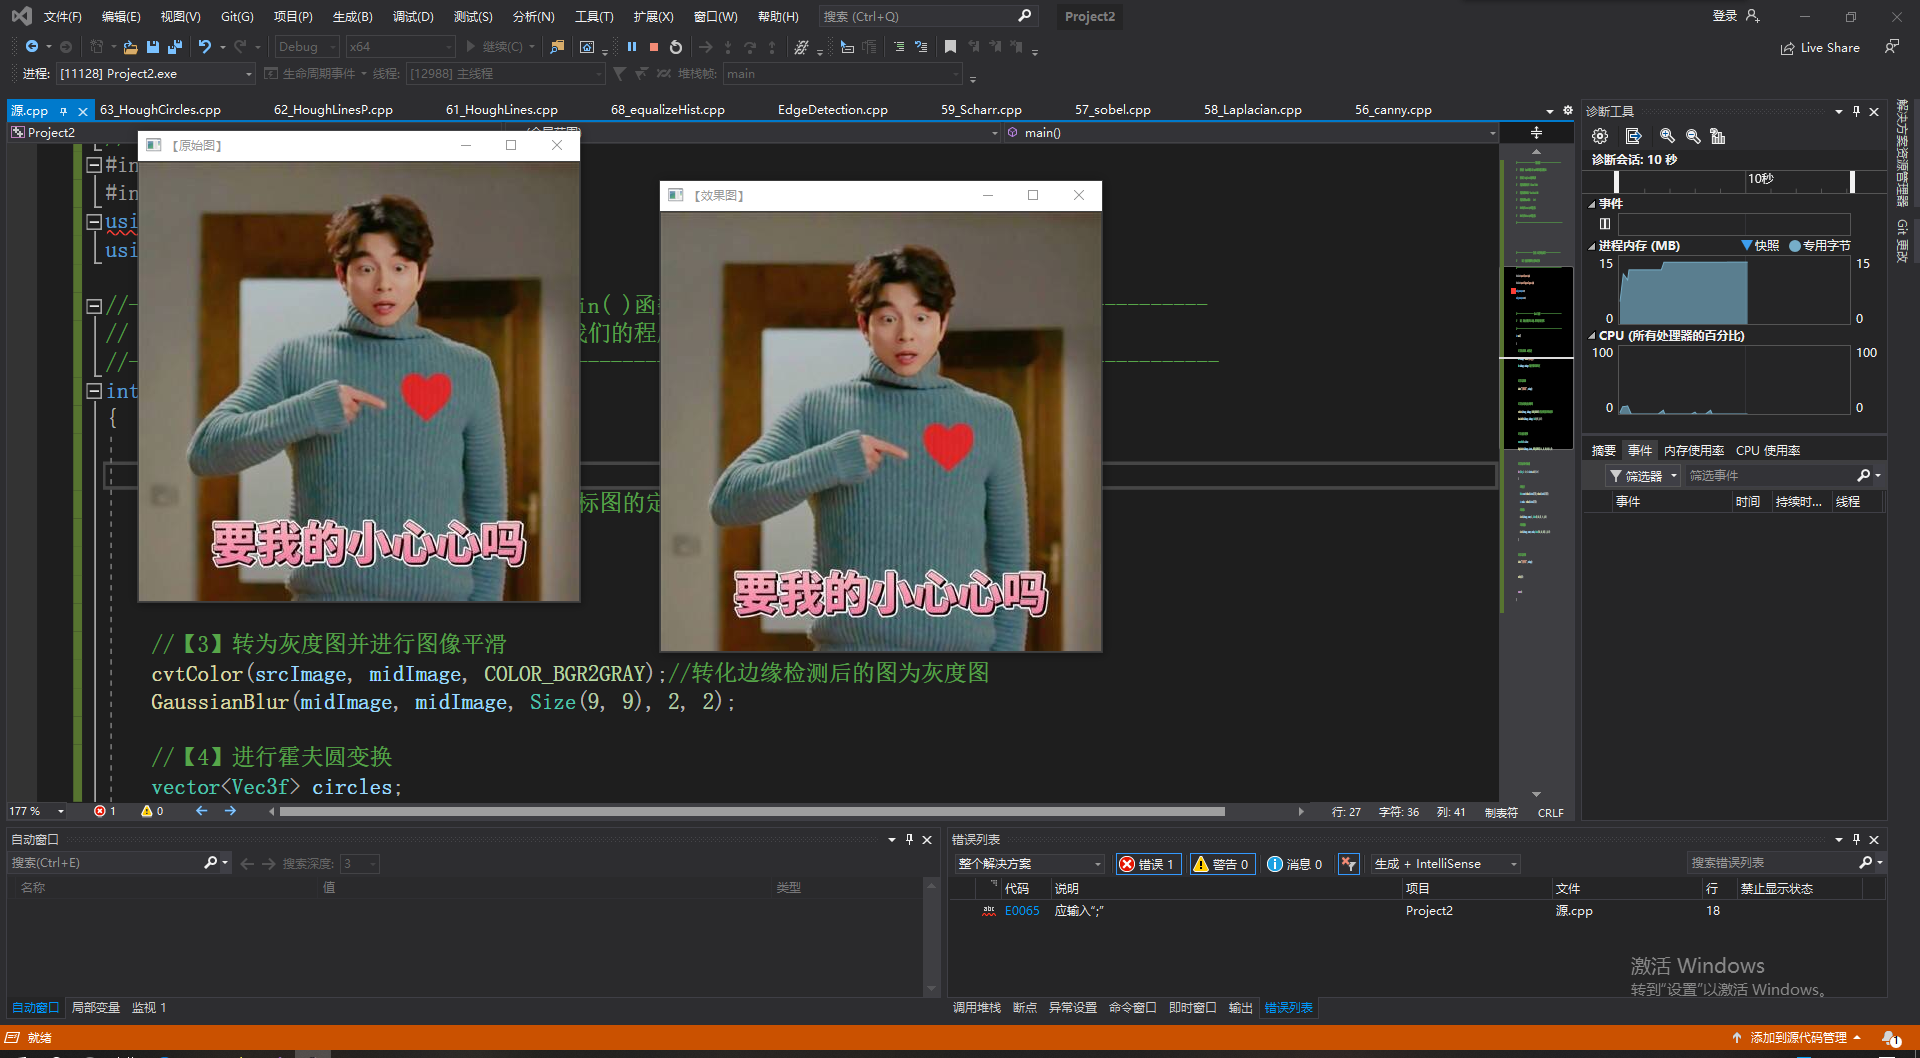 文件(F) 编辑(E) 视图(V) Git(G) 项目(P) 生成(B) 调试(D) 测试(S) 分析(N) 工具(T) 扩展(X) 窗口(W) 帮助(H) 搜索 (Ctrl+Q) Project2 登录
Debug x64 继续(C) Live Share
进程: [11128] Project2.exe 生命周期事件 线程: [12988] 主线程 堆栈帧: main
源.cpp 63_HoughCircles.cpp 62_HoughLinesP.cpp 61_HoughLines.cpp 68_equalizeHist.cpp EdgeDetection.cpp 59_Scharr.cpp 57_sobel.cpp 58_Laplacian.cpp 56_canny.cpp
Project2 main()
【原始图】
【效果图】
#in
#in
usi
usi
//- in( )函 ----------
// 我们的程
//- ----------
int
{
标图的定
要我的小心心吗
要我的小心心吗
//【3】转为灰度图并进行图像平滑
cvtColor(srcImage, midImage, COLOR_BGR2GRAY);//转化边缘检测后的图为灰度图
GaussianBlur(midImage, midImage, Size(9, 9), 2, 2);
//【4】进行霍夫圆变换
vector<Vec3f> circles;
177 % 1 0 行: 27 字符: 36 列: 41 制表符 CRLF
诊断工具
诊断会话: 10 秒
10秒
事件
进程内存 (MB) 快照 专用字节
15 15
0 0
CPU (所有处理器的百分比)
100 100
0 0
摘要 事件 内存使用率 CPU 使用率
筛选器 筛选事件
事件 时间 持续时... 线程
解决方案资源管理器
Git 更改
自动窗口
搜索(Ctrl+E) 搜索深度: 3
名称 值 类型
自动窗口 局部变量 监视 1
错误列表
整个解决方案 错误 1 警告 0 消息 0 生成 + IntelliSense 搜索错误列表
代码 说明 项目 文件 行 禁止显示状态
abc E0065 应输入“;” Project2 源.cpp 18
激活 Windows
转到“设置”以激活 Windows。
调用堆栈 断点 异常设置 命令窗口 即时窗口 输出 错误列表
就绪 添加到源代码管理 1